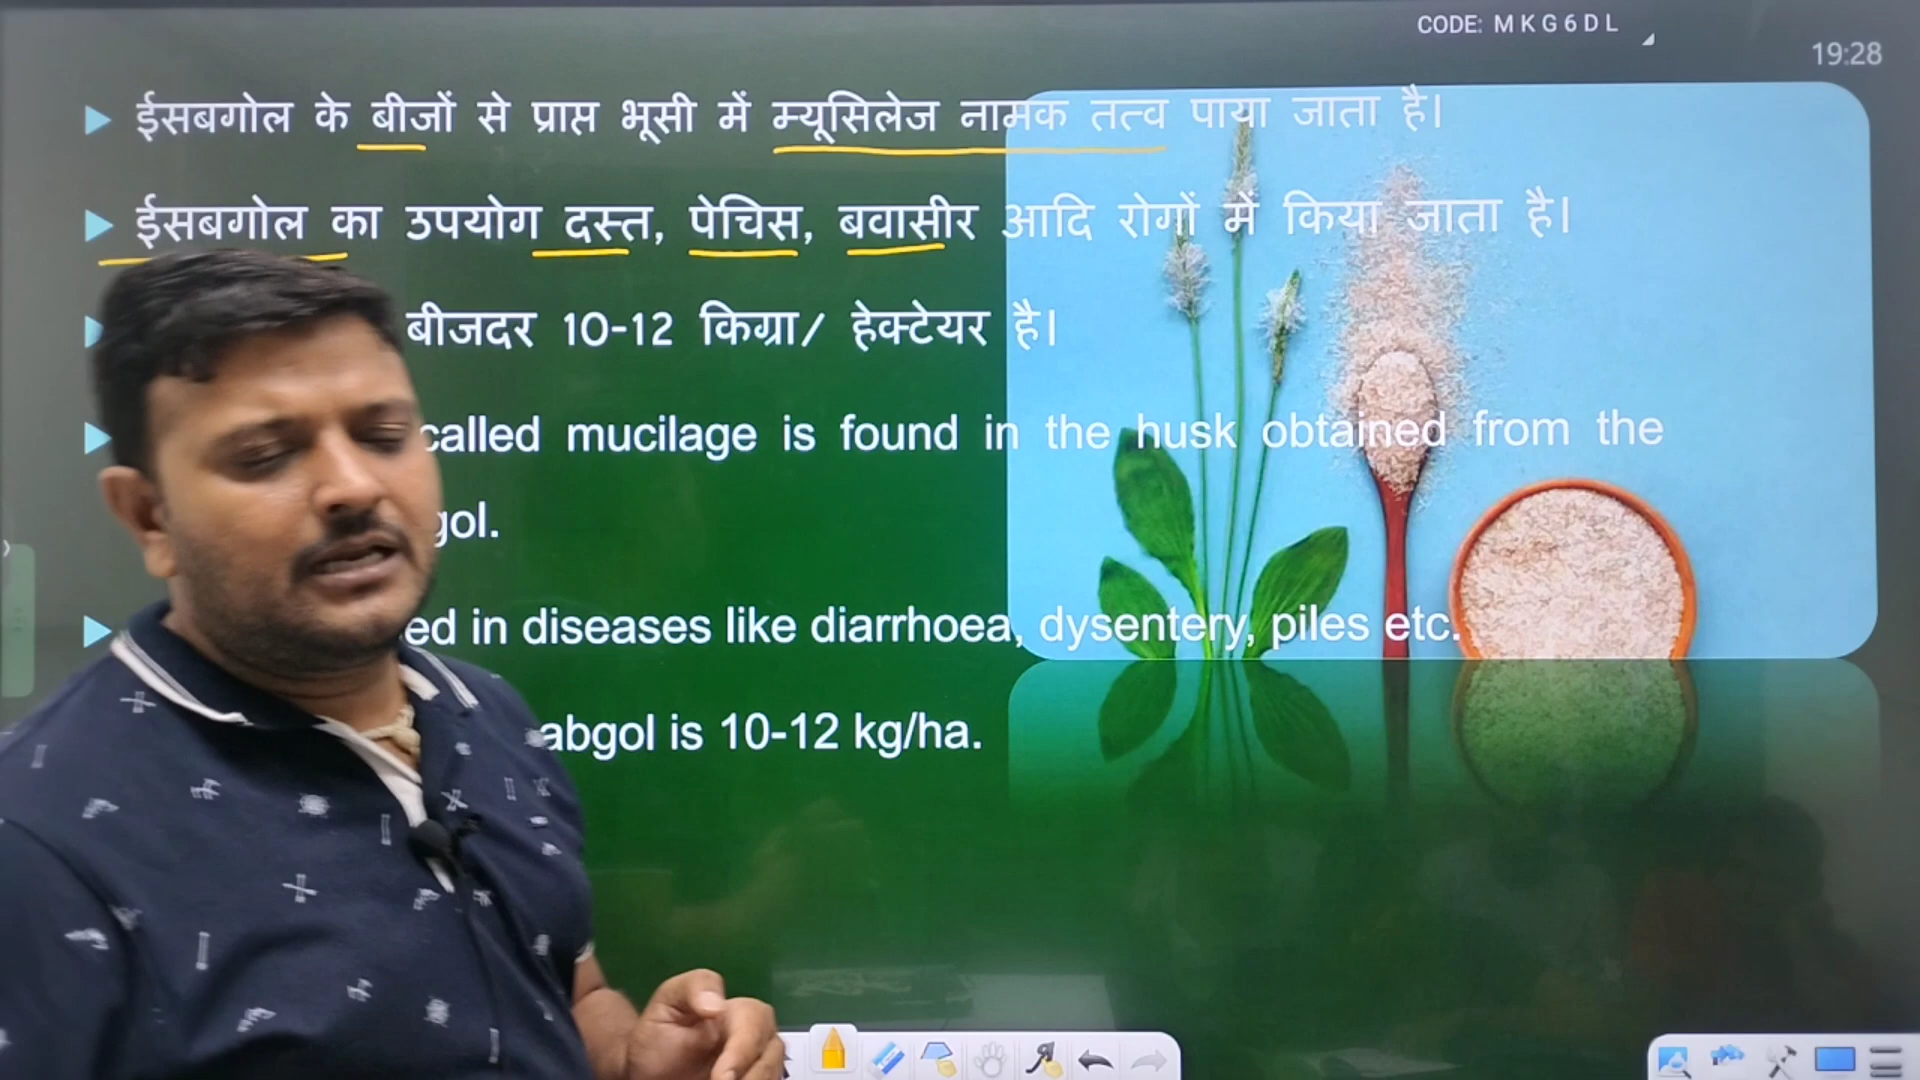 CODE: MKG6DL
19:28
ईसबगोल के बीजों से प्राप्त भूसी में म्यूसिलेज नामक तत्व पाया जाता है।
ईसबगोल का उपयोग दस्त, पेचिस, बवासीर आदि रोगों में किया जाता है।
बीजदर 10-12 किग्रा/ हेक्टेयर है।
called mucilage is found in the husk obtained from the
gol.
ed in diseases like diarrhoea, dysentery, piles etc.
abgol is 10-12 kg/ha.